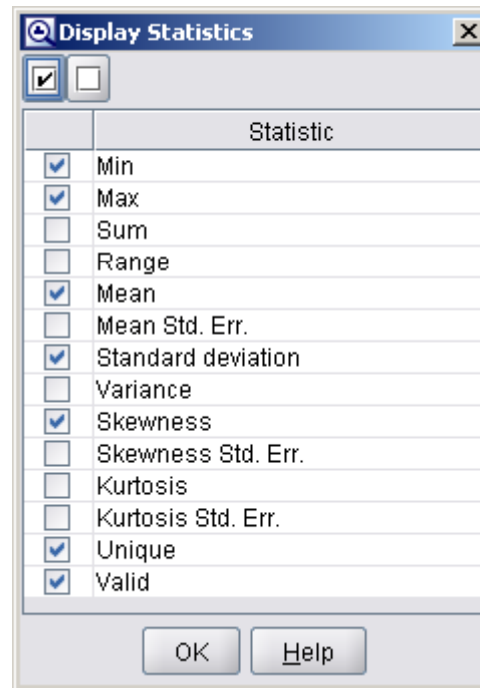 Display Statistics
Statistic
Min
Max
Sum
Range
Mean
Mean Std. Err.
Standard deviation
Variance
Skewness
Skewness Std. Err.
Kurtosis
Kurtosis Std. Err.
Unique
Valid
OK Help